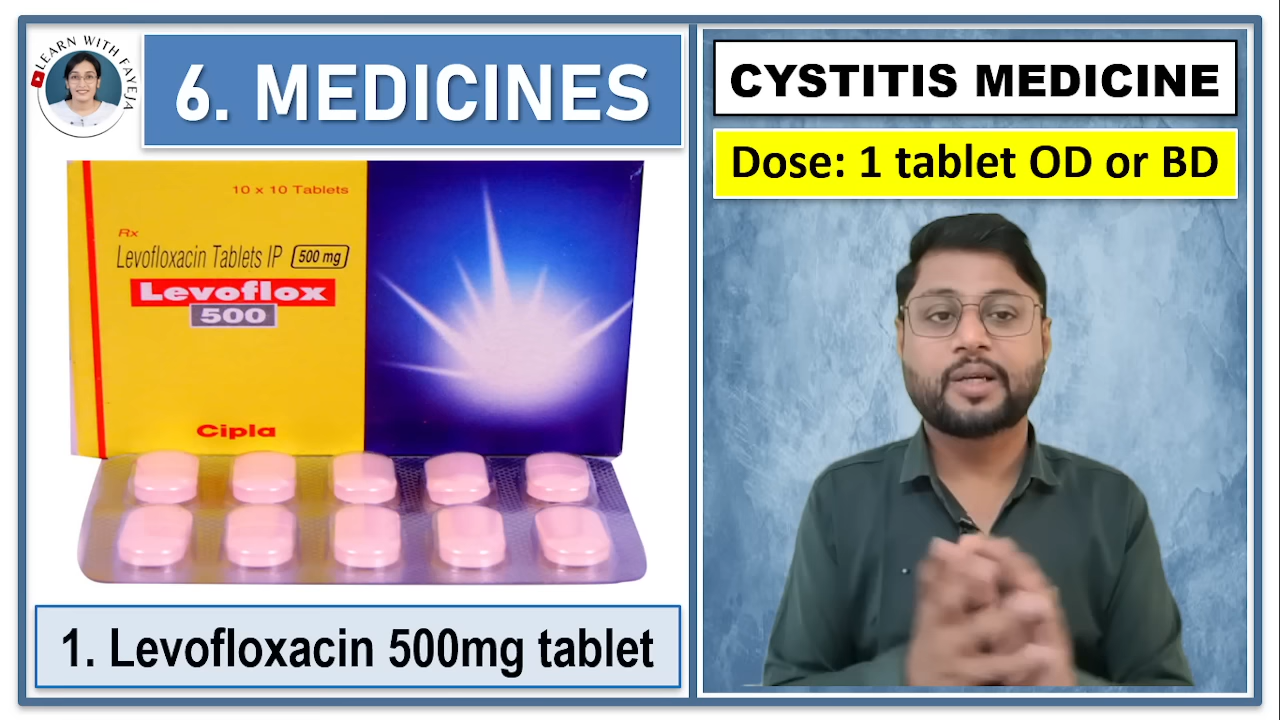 LEARN WITH FAYEJA
6. MEDICINES
10 x 10 Tablets
Rx
Levofloxacin Tablets IP 500 mg
Levoflox
500
Cipla
1. Levofloxacin 500mg tablet
CYSTITIS MEDICINE
Dose: 1 tablet OD or BD